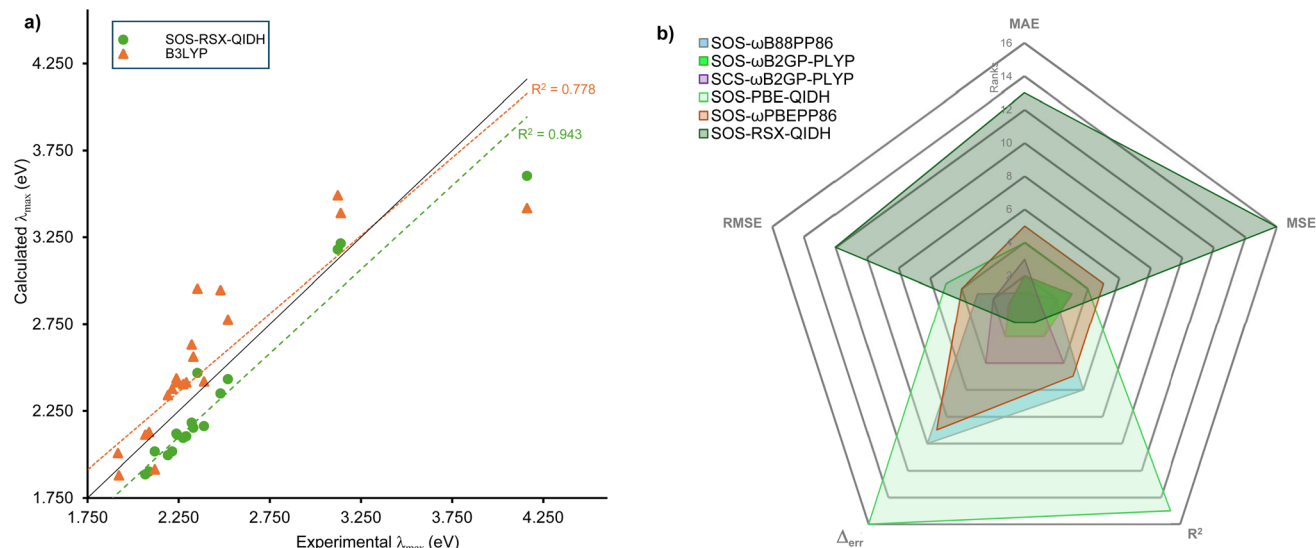 a)
SOS-RSX-QIDH
B3LYP
4.250
3.750
3.250
2.750
2.250
1.750
Calculated λmax (eV)
R² = 0.778
R² = 0.943
1.750
2.250
2.750
3.250
3.750
4.250
Experimental λmax (eV)
b)
SOS-ωB88PP86
SOS-ωB2GP-PLYP
SCS-ωB2GP-PLYP
SOS-PBE-QIDH
SOS-ωPBEPP86
SOS-RSX-QIDH
MAE
16
14
12
10
8
6
4
2
Ranks
RMSE
MSE
Δerr
R²